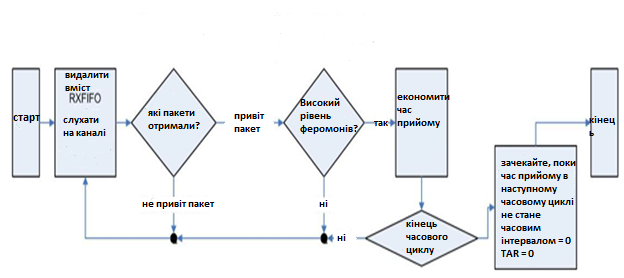 старт
видалити
вміст
RXFIFO
слухати
на каналі
які пакети
отримали?
привіт
пакет
не привіт пакет
Високий
рівень
феромонів?
так
ні
економити
час
прийому
кінець
часового
циклу
ні
зачекайте, поки
час прийому в
наступному
часовому циклі
не стане
часовим
інтервалом = 0
TAR = 0
кінец
ь